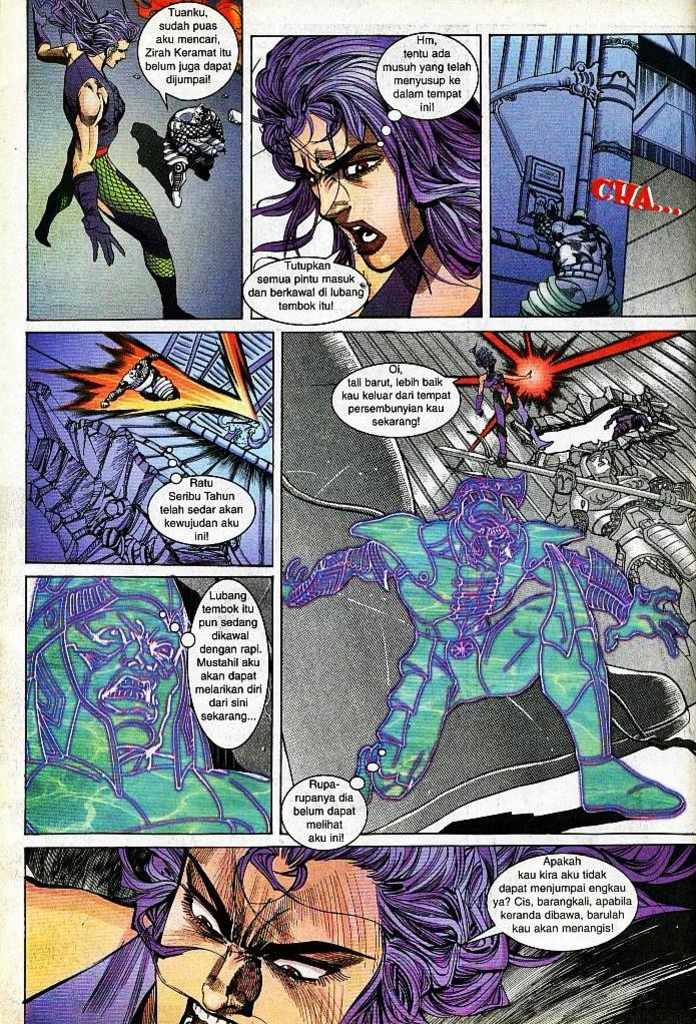 Tuanku,
sudah puas
aku mencari,
Zirah Keramat itu
belum juga dapat
dijumpai!
Hm,
tentu ada
musuh yang telah
menyusup ke
dalam tempat
ini!
Tutupkan
semua pintu masuk
dan berkawal di lubang
tembok itu!
CHA...
Ratu
Seribu Tahun
telah sedar akan
kewujudan aku
ini!
Oi,
tali barut, lebih baik
kau keluar dari tempat
persembunyian kau
sekarang!
Lubang
tembok itu
pun sedang
dikawal
dengan rapi.
Mustahil aku
akan
melarikan diri
dari sini
sekarang...
Rupa-
rupanya dia
belum dapat
melihat
aku ini!
Apakah
kau kira aku tidak
dapat menjumpai engkau
ya? Cis, barangkali, apabila
keranda dibawa, barulah
kau akan menangis!